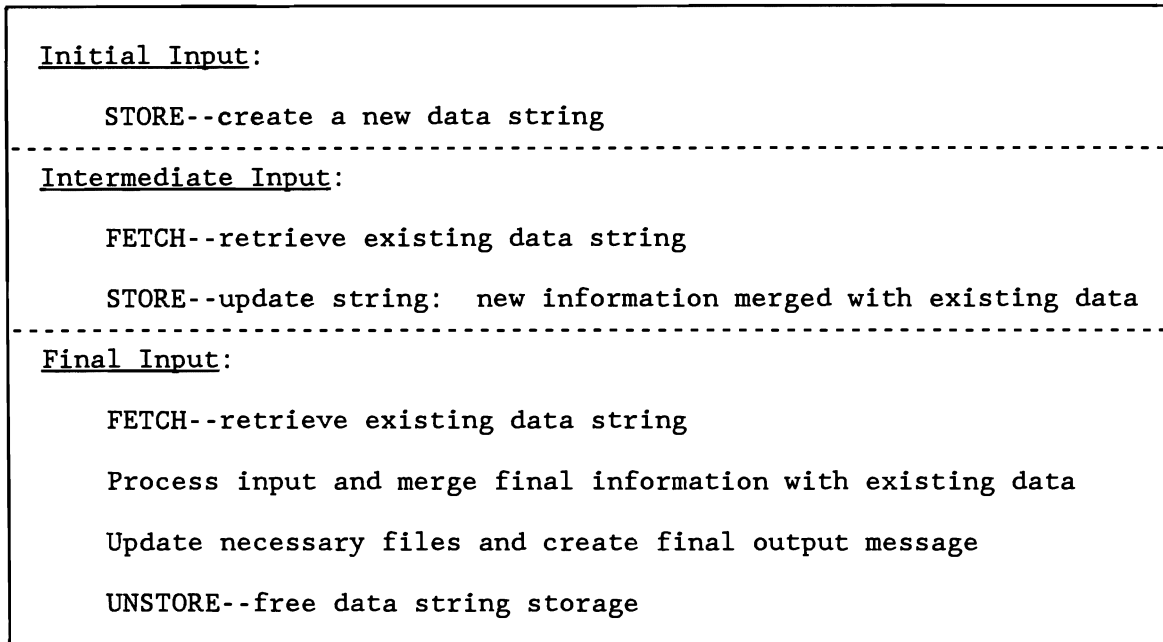 Initial Input:
STORE--create a new data string
Intermediate Input:
FETCH--retrieve existing data string
STORE--update string: new information merged with existing data
Final Input:
FETCH--retrieve existing data string
Process input and merge final information with existing data
Update necessary files and create final output message
UNSTORE--free data string storage